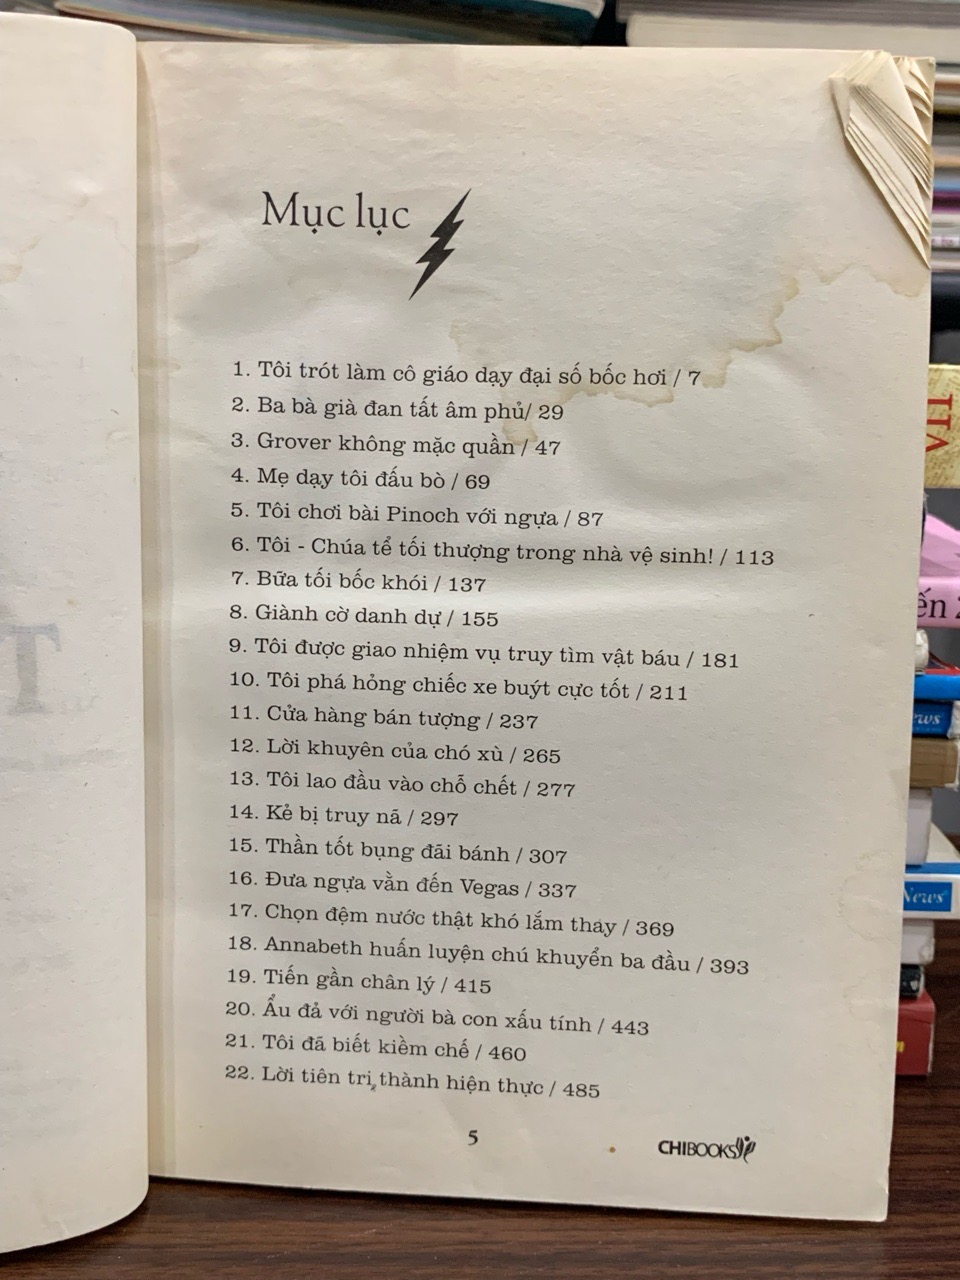 Mục lục
1. Tôi trót làm cô giáo dạy đại số bốc hơi / 7
2. Ba bà già đan tất âm phủ/ 29
3. Grover không mặc quần / 47
4. Mẹ dạy tôi đấu bò / 69
5. Tôi chơi bài Pinoch với ngựa / 87
6. Tôi - Chúa tể tối thượng trong nhà vệ sinh! / 113
7. Bữa tối bốc khói / 137
8. Giành cờ danh dự / 155
9. Tôi được giao nhiệm vụ truy tìm vật báu / 181
10. Tôi phá hỏng chiếc xe buýt cực tốt / 211
11. Cửa hàng bán tượng / 237
12. Lời khuyên của chó xù / 265
13. Tôi lao đầu vào chỗ chết / 277
14. Kẻ bị truy nã / 297
15. Thần tốt bụng đãi bánh / 307
16. Đưa ngựa vằn đến Vegas / 337
17. Chọn đệm nước thật khó lắm thay / 369
18. Annabeth huấn luyện chú khuyển ba đầu / 393
19. Tiến gần chân lý / 415
20. Ẩu đả với người bà con xấu tính / 443
21. Tôi đã biết kiềm chế / 460
22. Lời tiên tri thành hiện thực / 485
5
CHIBOOKS
VII
ến 2
ews
News